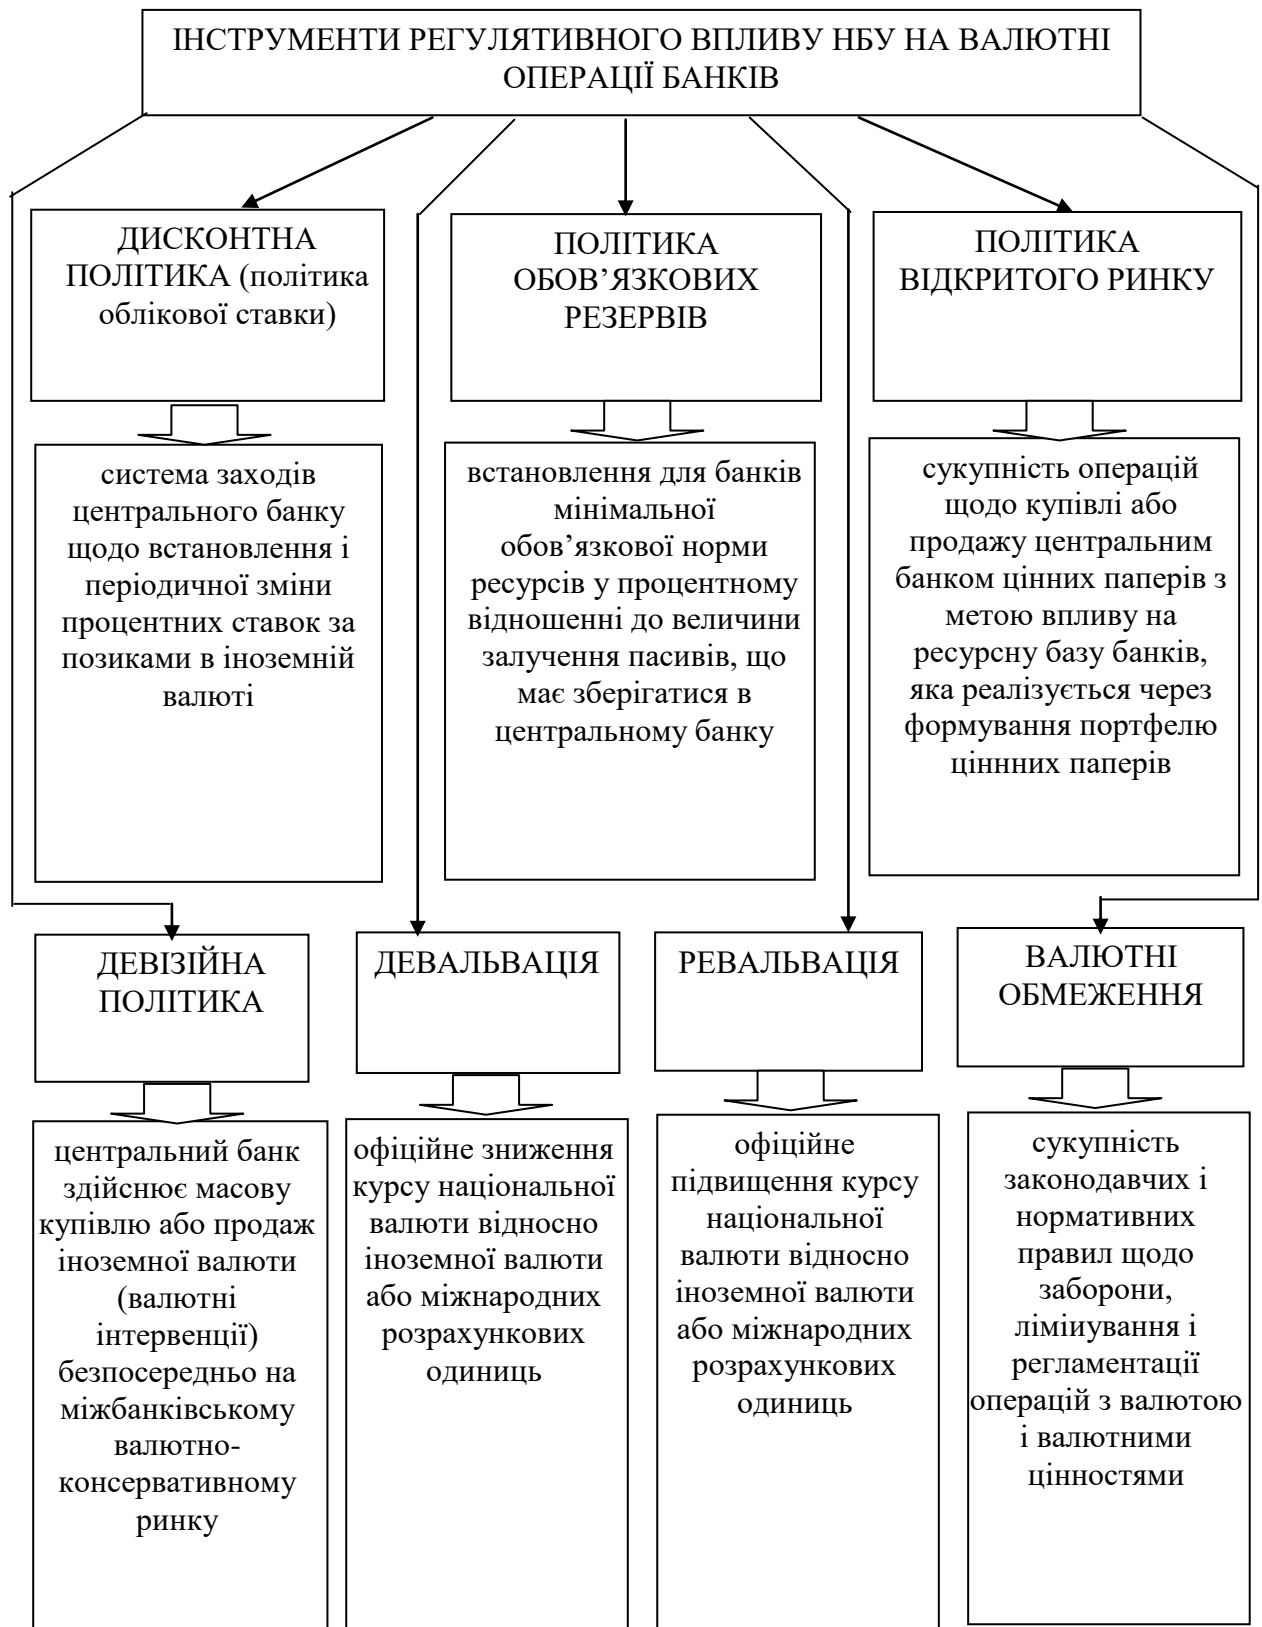 ІНСТРУМЕНТИ РЕГУЛЯТИВНОГО ВПЛИВУ НБУ НА ВАЛЮТНІ
ОПЕРАЦІЇ БАНКІВ
ДИСКОНТНА
ПОЛІТИКА (політика
облікової ставки)
ПОЛІТИКА
ОБОВ’ЯЗКОВИХ
РЕЗЕРВІВ
ПОЛІТИКА
ВІДКРИТОГО РИНКУ
система заходів
центрального банку
щодо встановлення і
періодичної зміни
процентних ставок за
позиками в іноземній
валюті
встановлення для банків
мінімальної
обов’язкової норми
ресурсів у процентному
відношенні до величини
залучення пасивів, що
має зберігатися в
центральному банку
сукупність операцій
щодо купівлі або
продажу центральним
банком цінних паперів з
метою впливу на
ресурсну базу банків,
яка реалізується через
формування портфелю
ціннних паперів
ДЕВІЗІЙНА
ПОЛІТИКА
ДЕВАЛЬВАЦІЯ
РЕВАЛЬВАЦІЯ
ВАЛЮТНІ
ОБМЕЖЕННЯ
центральний банк
здійснює масову
купівлю або продаж
іноземної валюти
(валютні
інтервенції)
безпосередньо на
міжбанківському
валютно-
консервативному
ринку
офіційне зниження
курсу національної
валюти відносно
іноземної валюти
або міжнародних
розрахункових
одиниць
офіційне
підвищення курсу
національної
валюти відносно
іноземної валюти
або міжнародних
розрахункових
одиниць
сукупність
законодавчих і
нормативних
правил щодо
заборони,
ліміиування і
регламентації
операцій з валютою
і валютними
цінностями